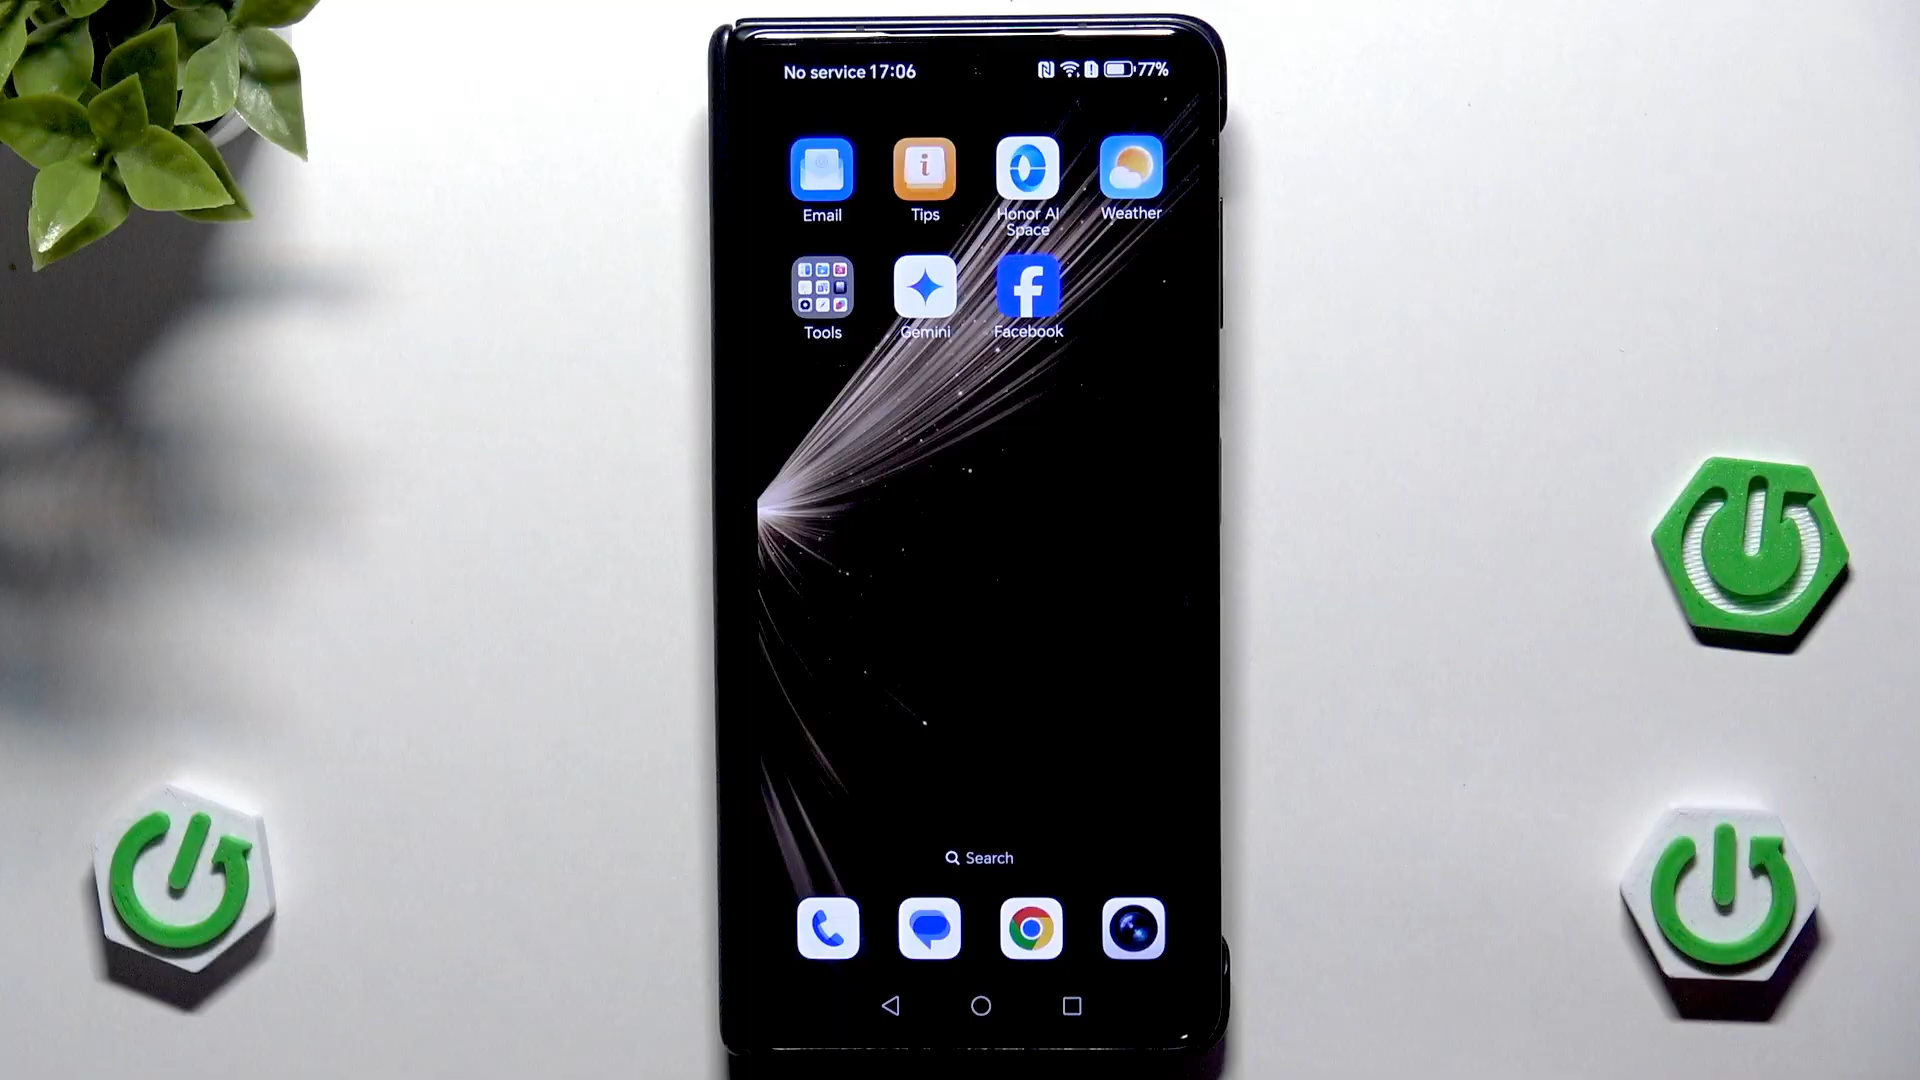 No service 17:06 77%
Email Tips Honor AI Space Weather
Tools Gemini Facebook
Search